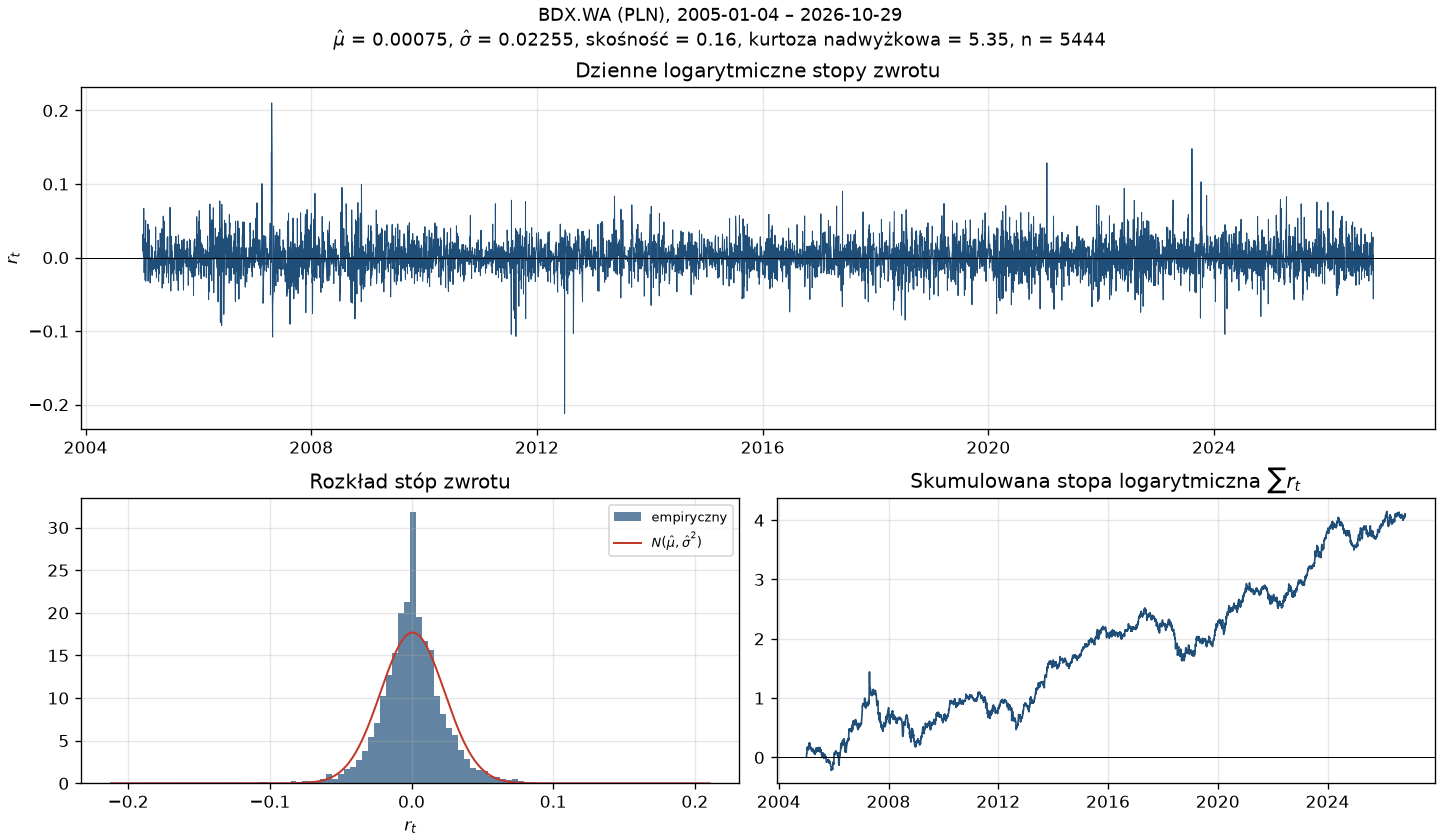 BDX.WA (PLN), 2005-01-04 – 2026-10-29
μ̂ = 0.00075, σ̂ = 0.02255, skośność = 0.16, kurtoza nadwyżkowa = 5.35, n = 5444
Dzienne logarytmiczne stopy zwrotu
0.2
0.1
0.0
−0.1
−0.2
r_t
2004 2008 2012 2016 2020 2024
Rozkład stóp zwrotu
empiryczny
N(μ̂, σ̂²)
30
25
20
15
10
5
0
−0.2 −0.1 0.0 0.1 0.2
r_t
Skumulowana stopa logarytmiczna ∑r_t
4
3
2
1
0
2004 2008 2012 2016 2020 2024